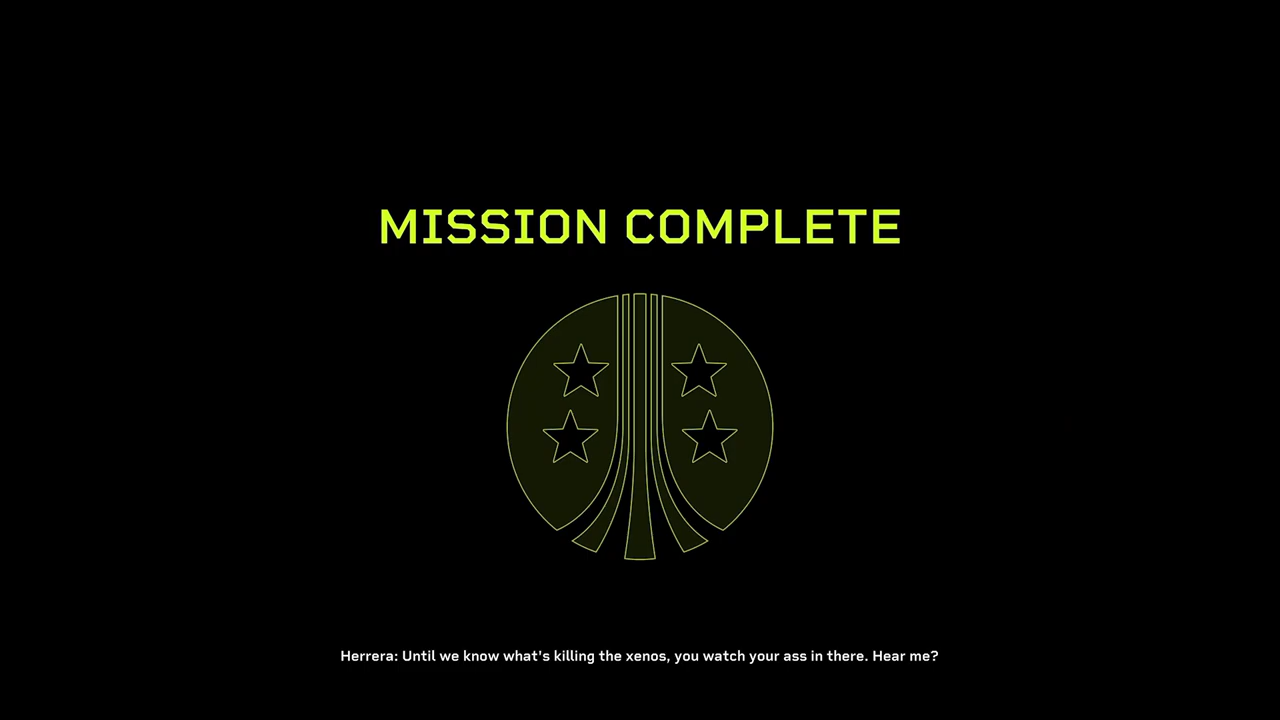 MISSION COMPLETE
Herrera: Until we know what's killing the xenos, you watch your ass in there. Hear me?